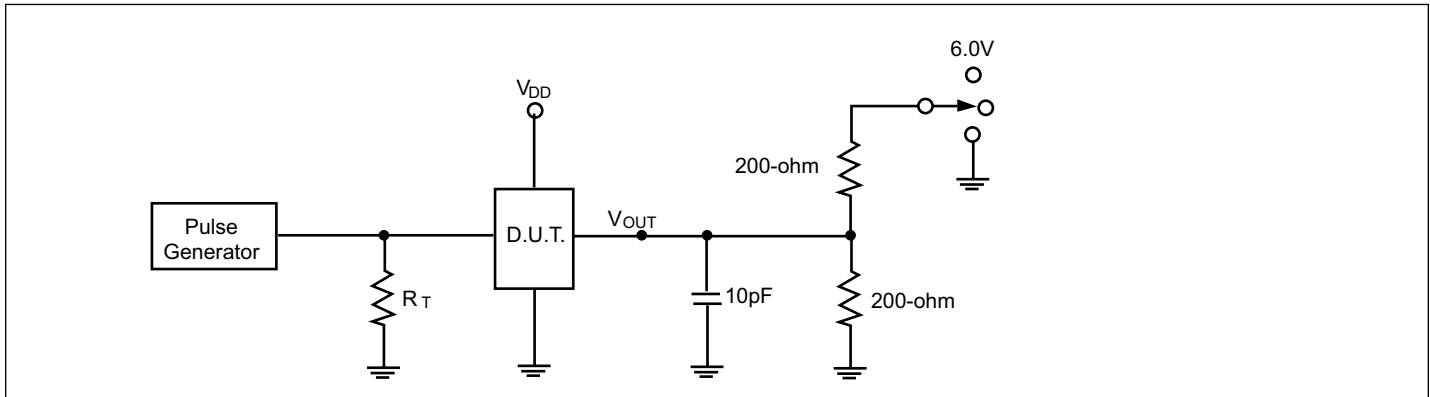 6.0V
VDD
200-ohm
Pulse
Generator
D.U.T.
VOUT
RT
10pF
200-ohm